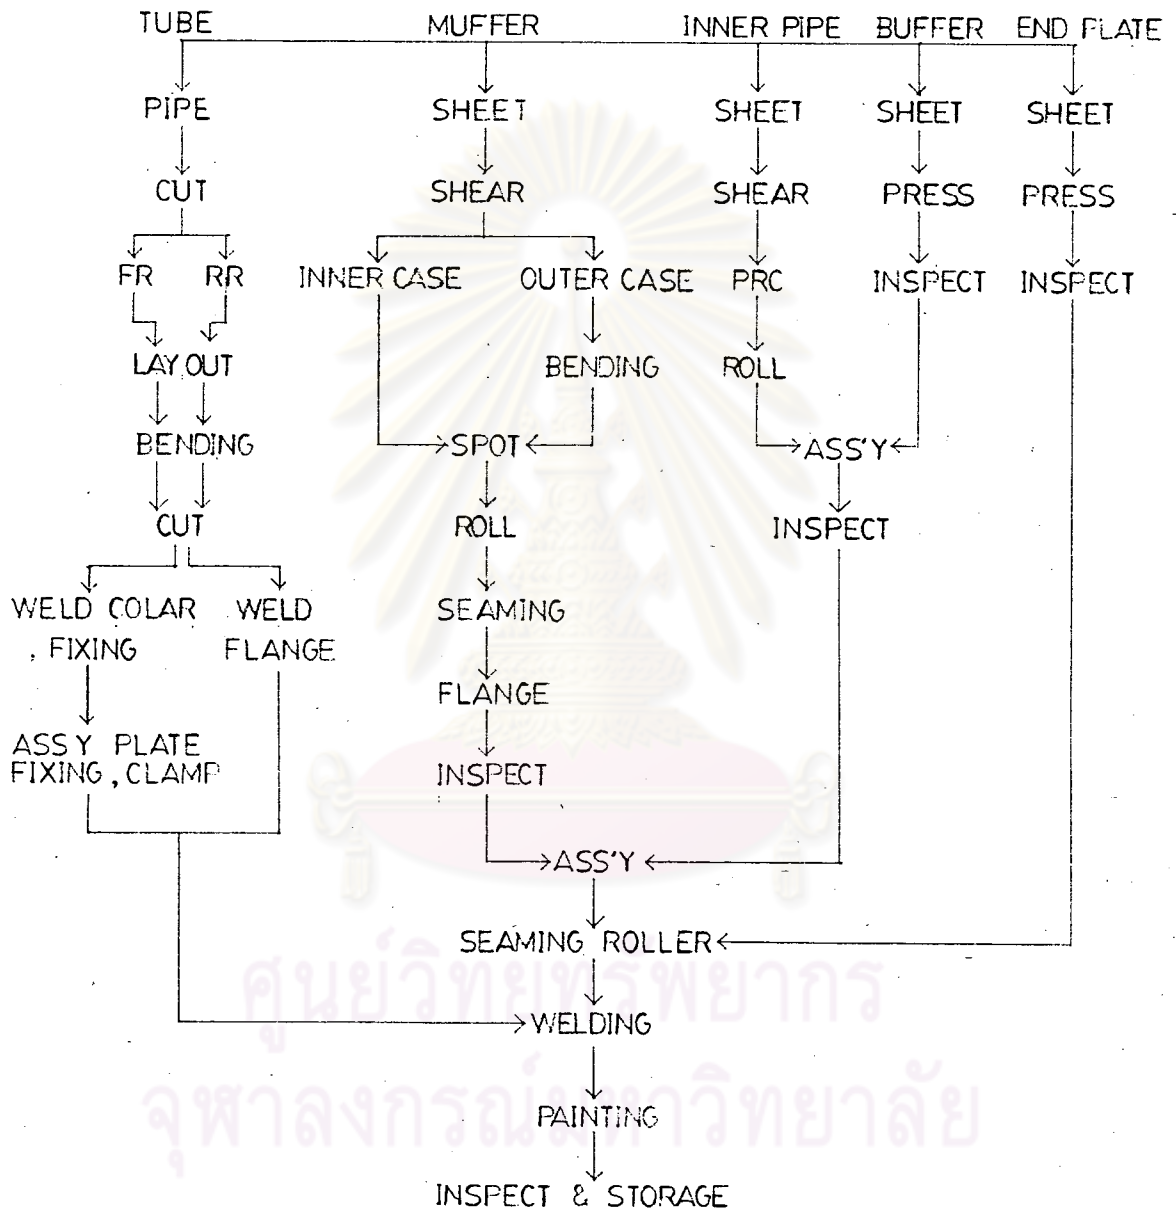 TUBE MUFFER INNER PIPE BUFFER END PLATE
PIPE SHEET SHEET SHEET SHEET
CUT SHEAR SHEAR PRESS PRESS
FR RR INNER CASE OUTER CASE PRC INSPECT INSPECT
LAY OUT BENDING ROLL
BENDING SPOT ASS'Y
CUT ROLL INSPECT
WELD COLAR WELD SEAMING
, FIXING FLANGE
FLANGE
ASS Y PLATE
FIXING , CLAMP INSPECT
ASS'Y
SEAMING ROLLER
ศูนย์วิทยทรัพยากร
WELDING
จุฬาลงกรณ์มหาวิทยาลัย
PAINTING
INSPECT & STORAGE